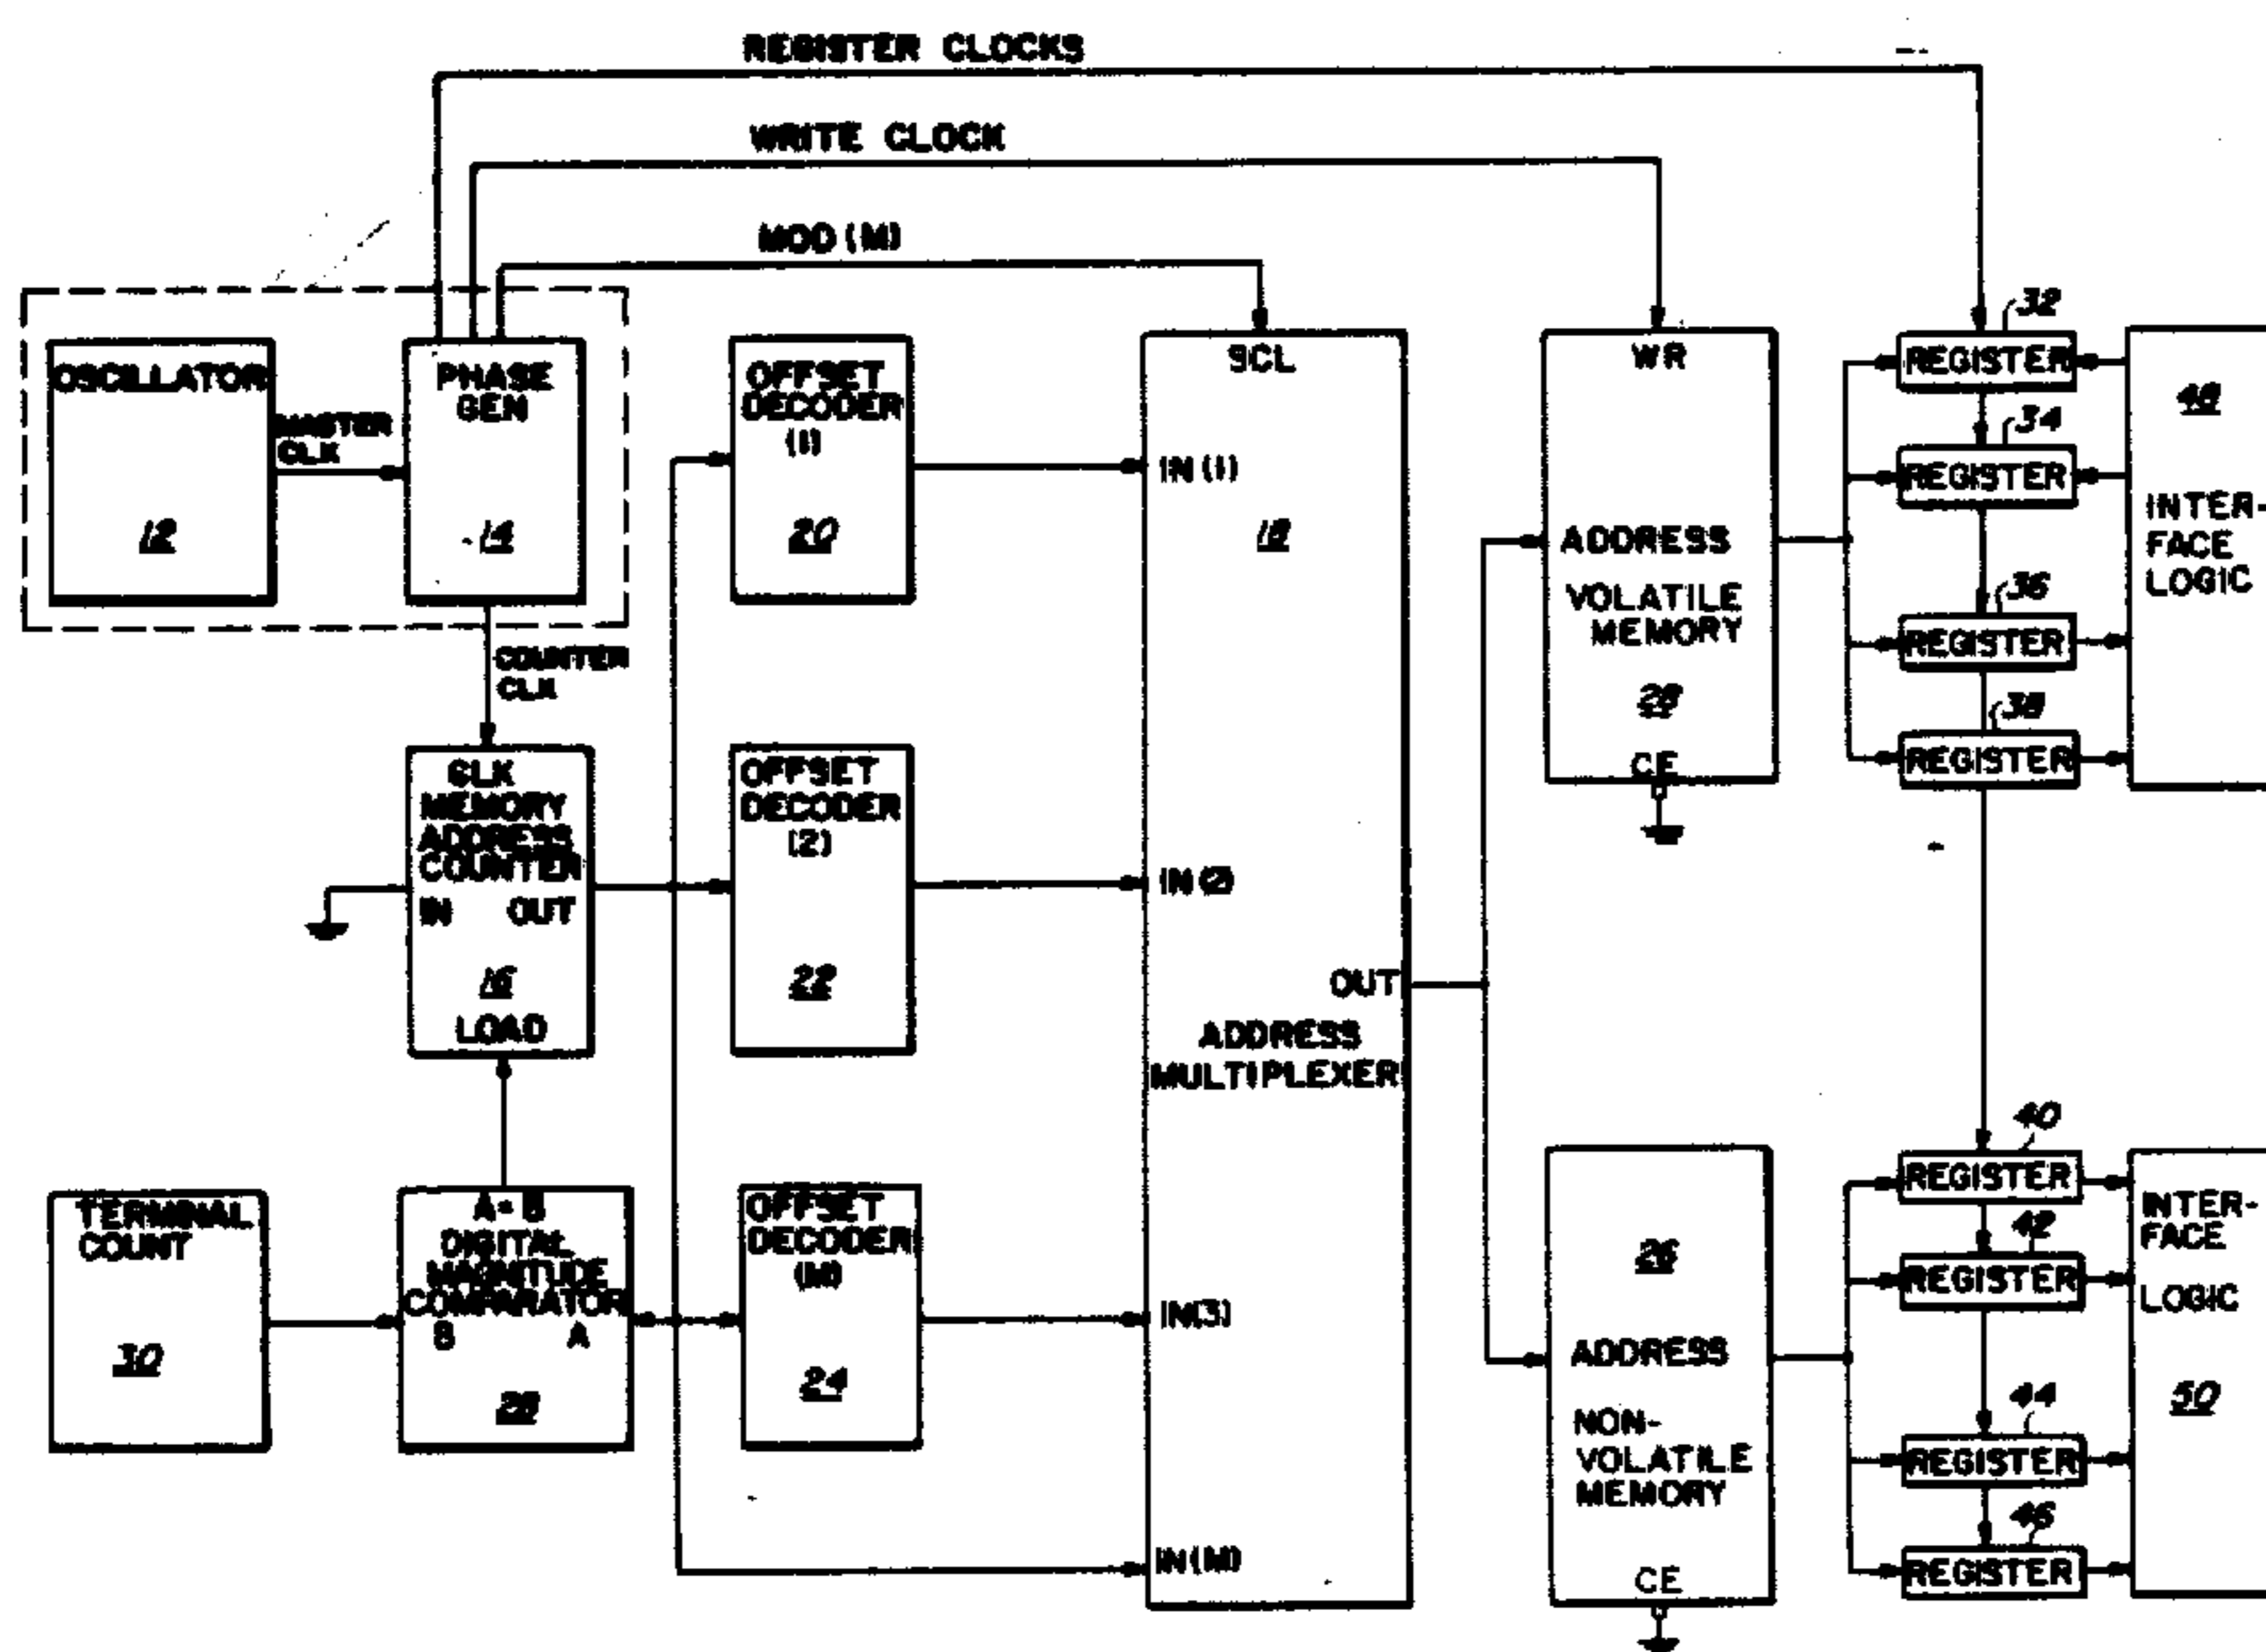 REGISTER CLOCKS
WRITE CLOCK
MOD (M)
OSCILLATOR
12
MASTER
CLK
PHASE
GEN
14
COUNTER
CLK
OFFSET
DECODER
(1)
20
SCL
IN (1)
18
WR
ADDRESS
VOLATILE
MEMORY
28
CE
32
REGISTER
34
REGISTER
36
REGISTER
38
REGISTER
48
INTER-
FACE
LOGIC
CLK
MEMORY
ADDRESS
COUNTER
IN OUT
16
LOAD
OFFSET
DECODER
(2)
22
OUT
ADDRESS
MULTIPLEXER
TERMINAL
COUNT
30
A=B
DIGITAL
MAGNITUDE
COMPARATOR
B A
OFFSET
DECODER
(M)
24
IN(3)
IN(M)
26
ADDRESS
NON-
VOLATILE
MEMORY
CE
40
REGISTER
42
REGISTER
44
REGISTER
46
REGISTER
INTER-
FACE
LOGIC
50